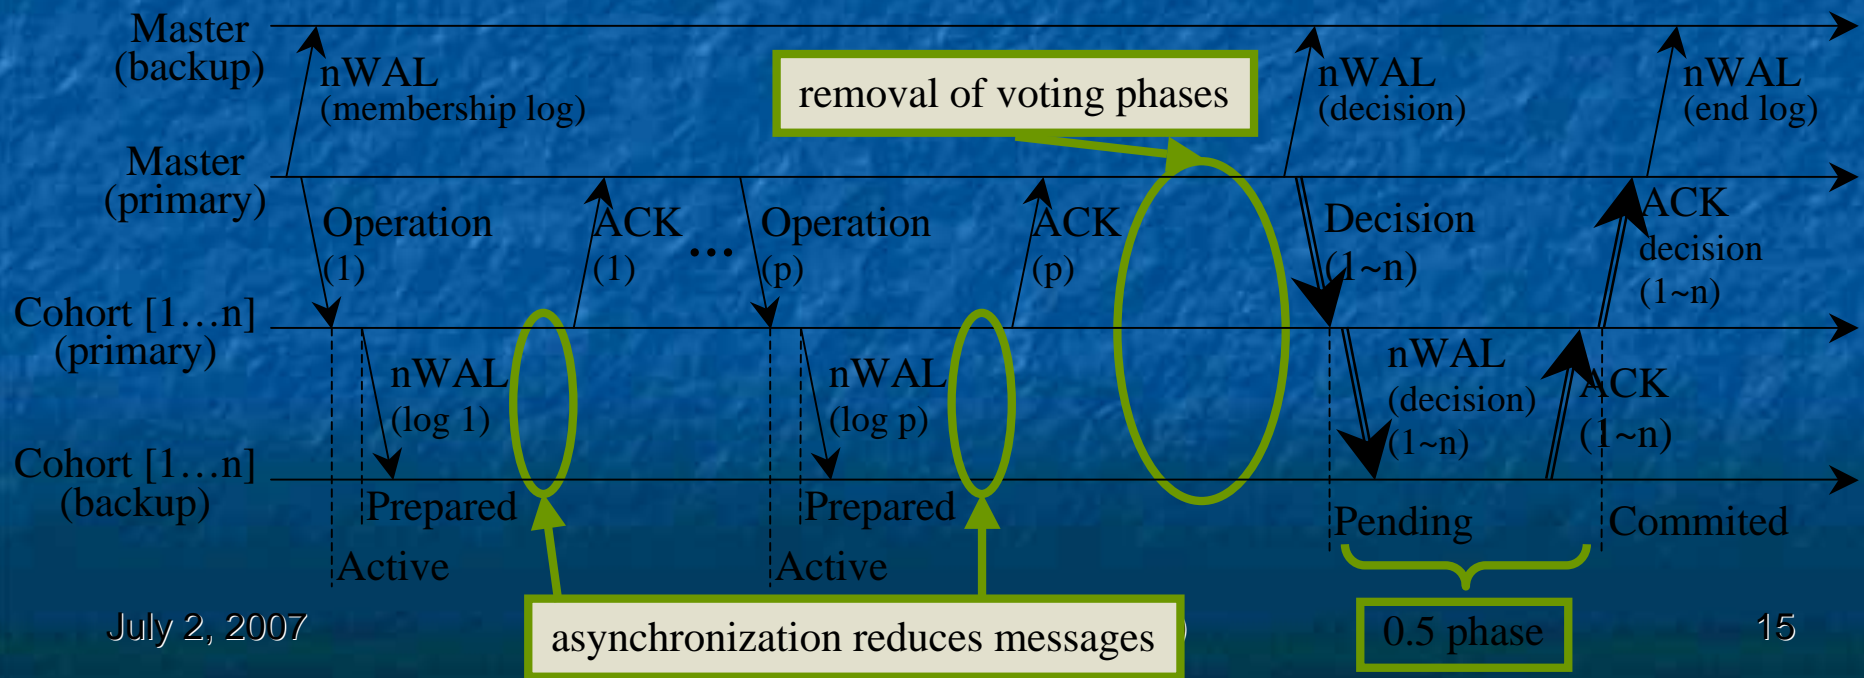 Master
(backup)
nWAL
(membership log)
removal of voting phases
nWAL
(decision)
nWAL
(end log)
Master
(primary)
Operation
(1)
ACK
(1)
...
Operation
(p)
ACK
(p)
Decision
(1~n)
ACK
decision
(1~n)
Cohort [1…n]
(primary)
nWAL
(log 1)
nWAL
(log p)
nWAL
(decision)
(1~n)
ACK
(1~n)
Cohort [1…n]
(backup)
Prepared
Prepared
Pending
Commited
Active
Active
July 2, 2007
asynchronization reduces messages
)
0.5 phase
15